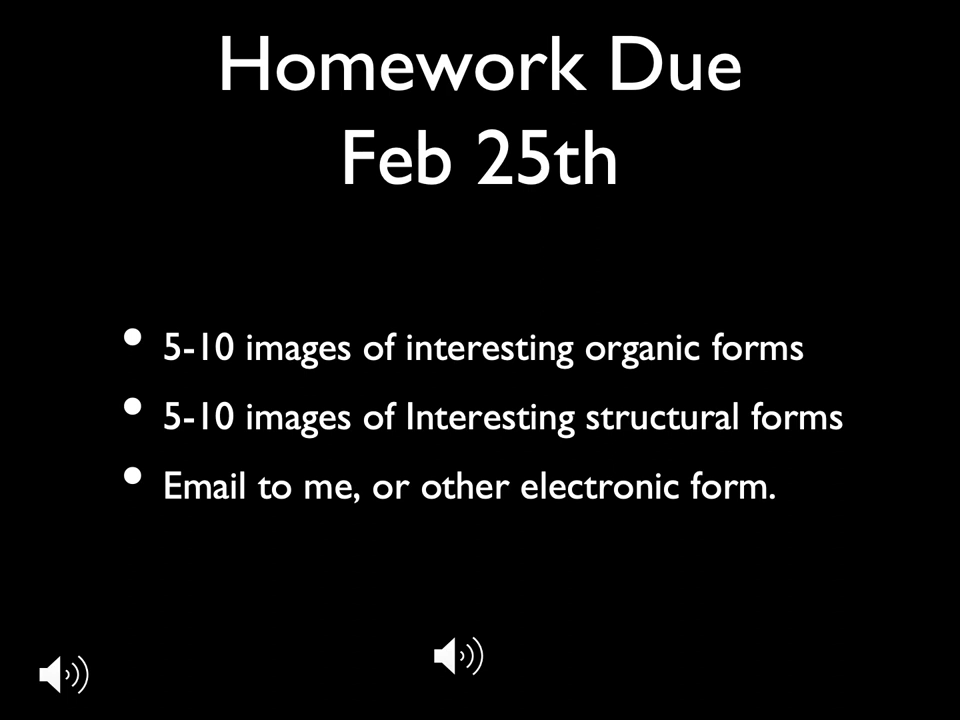 Homework Due
Feb 25th
• 5-10 images of interesting organic forms
• 5-10 images of Interesting structural forms
• Email to me, or other electronic form.